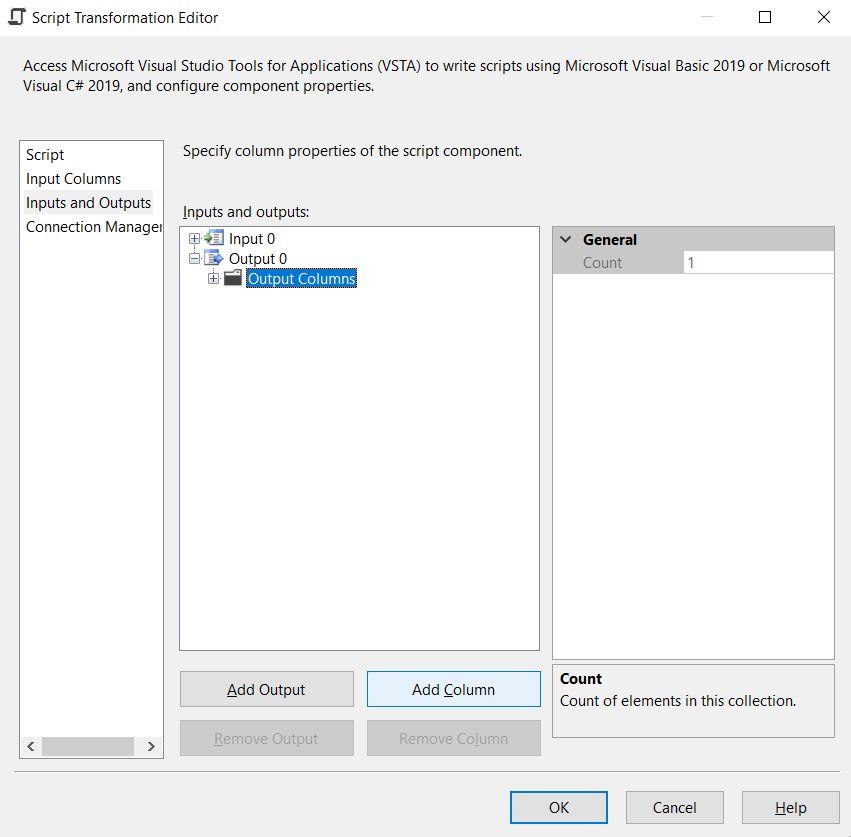 Script Transformation Editor
Access Microsoft Visual Studio Tools for Applications (VSTA) to write scripts using Microsoft Visual Basic 2019 or Microsoft
Visual C# 2019, and configure component properties.
Script
Input Columns
Inputs and Outputs
Connection Manager
Specify column properties of the script component.
Inputs and outputs:
Input 0
Output 0
Output Columns
General
Count 1
Add Output
Add Column
Remove Output
Remove Column
Count
Count of elements in this collection.
OK
Cancel
Help